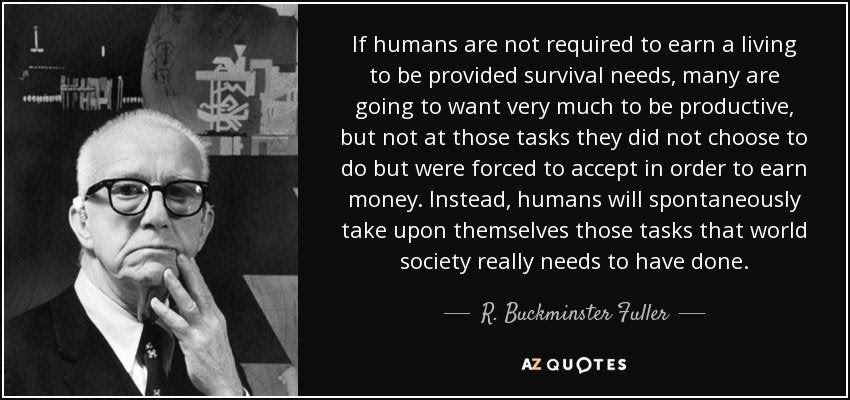 If humans are not required to earn a living
to be provided survival needs, many are
going to want very much to be productive,
but not at those tasks they did not choose to
do but were forced to accept in order to earn
money. Instead, humans will spontaneously
take upon themselves those tasks that world
society really needs to have done.
— R. Buckminster Fuller —
AZ QUOTES